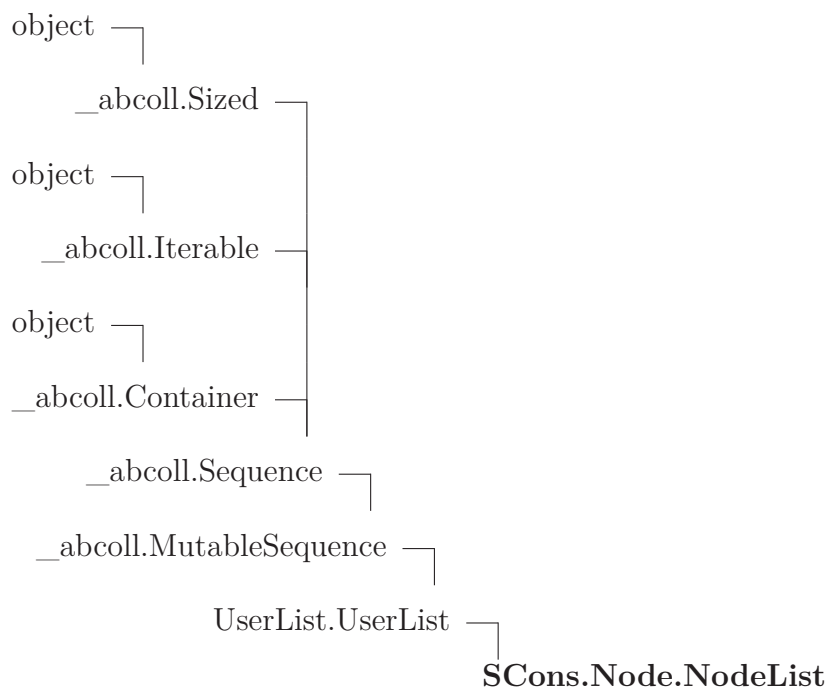 object
_abcoll.Sized
object
_abcoll.Iterable
object
_abcoll.Container
_abcoll.Sequence
_abcoll.MutableSequence
UserList.UserList
SCons.Node.NodeList